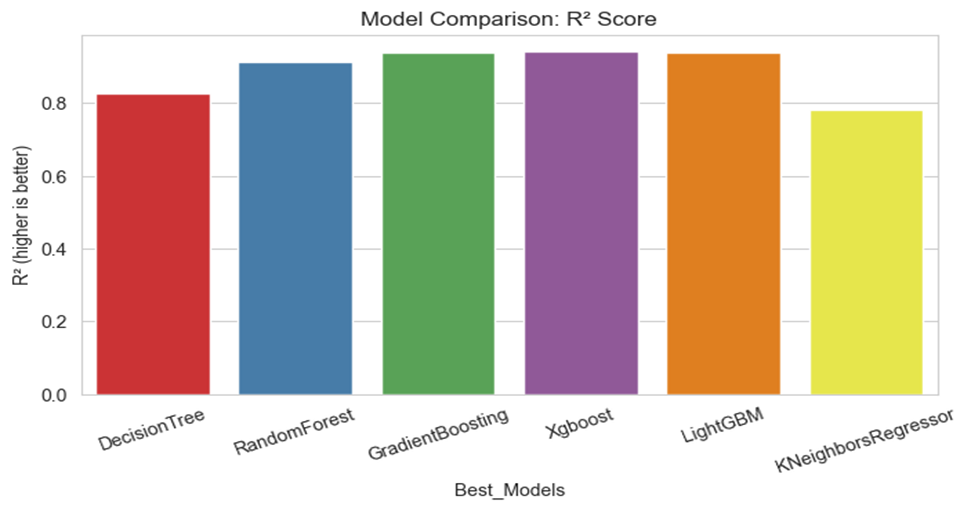 Model Comparison: R² Score
R² (higher is better)
0.8
0.6
0.4
0.2
0.0
DecisionTree
RandomForest
GradientBoosting
Xgboost
LightGBM
KNeighborsRegressor
Best_Models